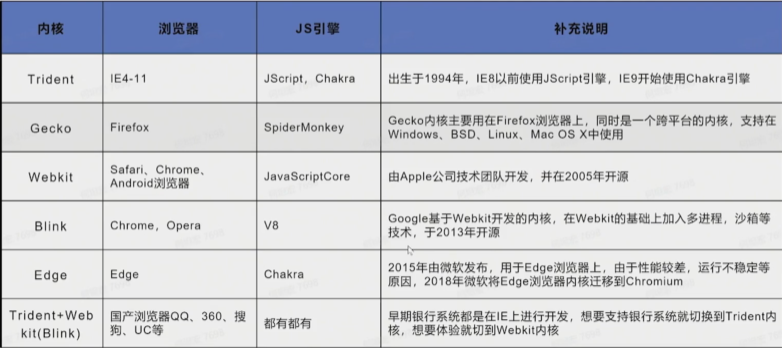 内核 浏览器 JS引擎 补充说明
Trident IE4-11 JScript，Chakra 出生于1994年，IE8以前使用JScript引擎，IE9开始使用Chakra引擎
Gecko Firefox SpiderMonkey Gecko内核主要用在Firefox浏览器上，同时是一个跨平台的内核，支持在
Windows、BSD、Linux、Mac OS X中使用
Webkit Safari、Chrome、
Android浏览器 JavaScriptCore 由Apple公司技术团队开发，并在2005年开源
Blink Chrome，Opera V8 Google基于Webkit开发的内核，在Webkit的基础上加入多进程，沙箱等
技术，于2013年开源
Edge Edge Chakra 2015年由微软发布，用于Edge浏览器上，由于性能较差，运行不稳定等
原因，2018年微软将Edge浏览器内核迁移到Chromium
Trident+Web
kit(Blink) 国产浏览器QQ、360、搜
狗、UC等 都有都有 早期银行系统都是在IE上进行开发，想要支持银行系统就切换到Trident内
核，想要体验就切到Webkit内核